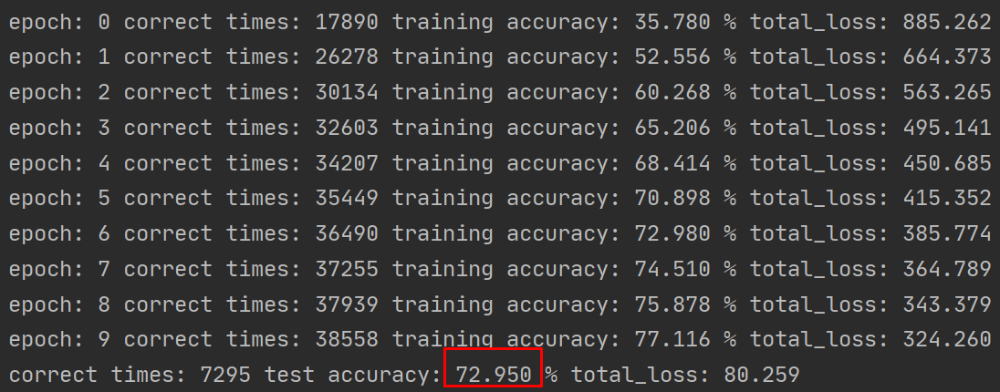 epoch: 0 correct times: 17890 training accuracy: 35.780 % total_loss: 885.262
epoch: 1 correct times: 26278 training accuracy: 52.556 % total_loss: 664.373
epoch: 2 correct times: 30134 training accuracy: 60.268 % total_loss: 563.265
epoch: 3 correct times: 32603 training accuracy: 65.206 % total_loss: 495.141
epoch: 4 correct times: 34207 training accuracy: 68.414 % total_loss: 450.685
epoch: 5 correct times: 35449 training accuracy: 70.898 % total_loss: 415.352
epoch: 6 correct times: 36490 training accuracy: 72.980 % total_loss: 385.774
epoch: 7 correct times: 37255 training accuracy: 74.510 % total_loss: 364.789
epoch: 8 correct times: 37939 training accuracy: 75.878 % total_loss: 343.379
epoch: 9 correct times: 38558 training accuracy: 77.116 % total_loss: 324.260
correct times: 7295 test accuracy: 72.950 % total_loss: 80.259